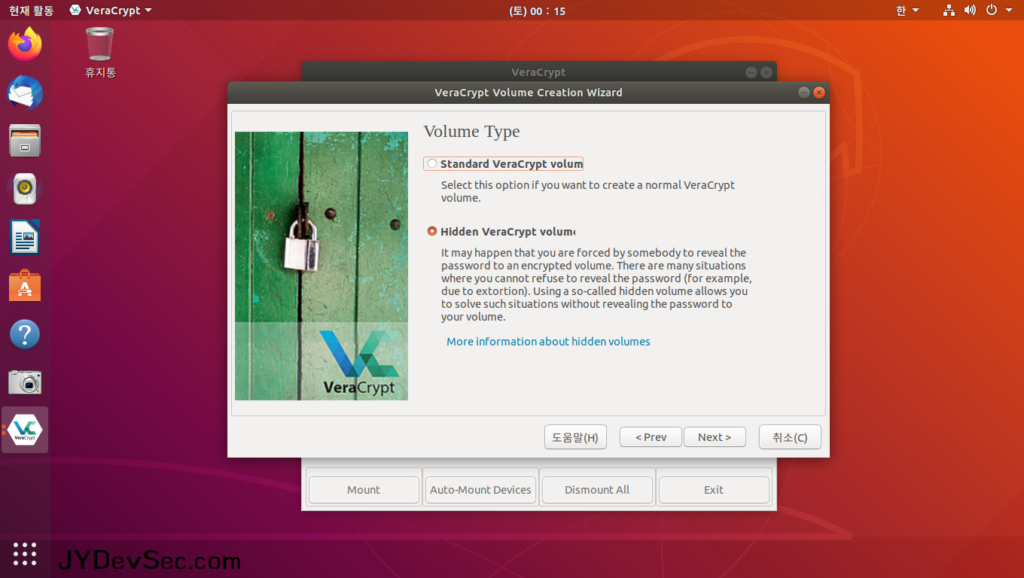 현재 활동
VeraCrypt
(토) 00 : 15
한
휴지통
VeraCrypt
VeraCrypt Volume Creation Wizard
Volume Type
Standard VeraCrypt volum
Select this option if you want to create a normal VeraCrypt
volume.
Hidden VeraCrypt volum
It may happen that you are forced by somebody to reveal the
password to an encrypted volume. There are many situations
where you cannot refuse to reveal the password (for example,
due to extortion). Using a so-called hidden volume allows you
to solve such situations without revealing the password to
your volume.
More information about hidden volumes
VeraCrypt
도움말(H)
< Prev
Next >
취소(C)
VeraCrypt
Mount
Auto-Mount Devices
Dismount All
Exit
JYDevSec.com